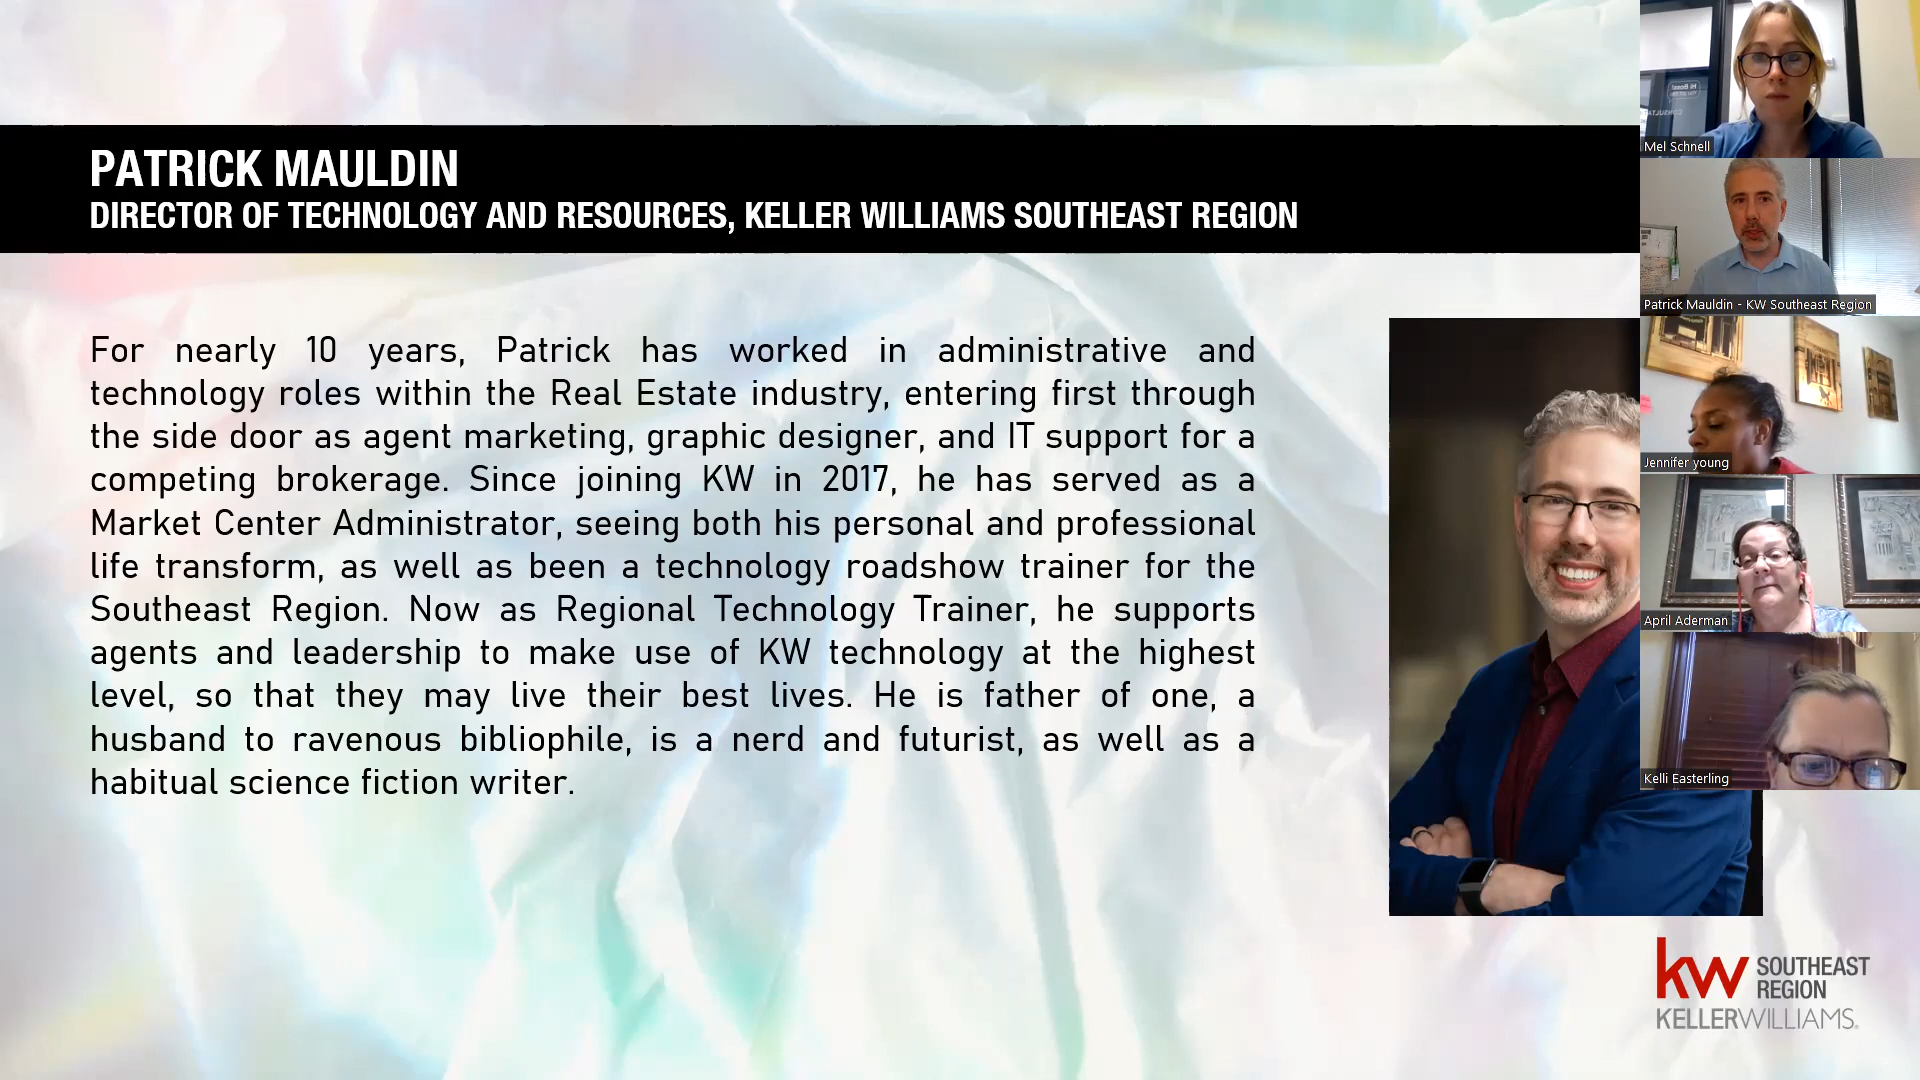 PATRICK MAULDIN
DIRECTOR OF TECHNOLOGY AND RESOURCES, KELLER WILLIAMS SOUTHEAST REGION
For nearly 10 years, Patrick has worked in administrative and
technology roles within the Real Estate industry, entering first through
the side door as agent marketing, graphic designer, and IT support for a
competing brokerage. Since joining KW in 2017, he has served as a
Market Center Administrator, seeing both his personal and professional
life transform, as well as been a technology roadshow trainer for the
Southeast Region. Now as Regional Technology Trainer, he supports
agents and leadership to make use of KW technology at the highest
level, so that they may live their best lives. He is father of one, a
husband to ravenous bibliophile, is a nerd and futurist, as well as a
habitual science fiction writer.
Mel Schnell
Patrick Mauldin - KW Southeast Region
Jennifer young
April Aderman
Kelli Easterling
kw SOUTHEAST
REGION
KELLERWILLIAMS.